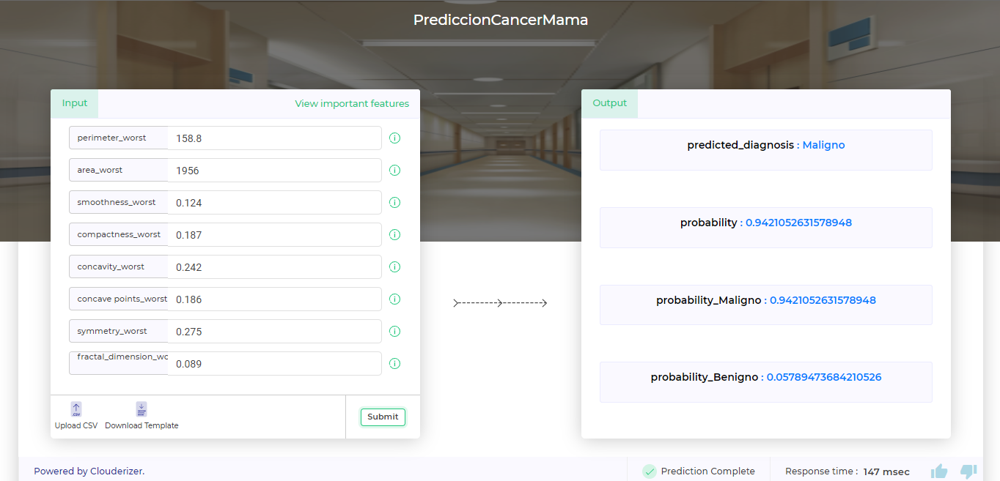 PrediccionCancerMama
Input
View important features
perimeter_worst
158.8
area_worst
1956
smoothness_worst
0.124
compactness_worst
0.187
concavity_worst
0.242
concave points_worst
0.186
symmetry_worst
0.275
fractal_dimension_wo
0.089
.CSV
Upload CSV
Download Template
Submit
Output
predicted_diagnosis : Maligno
probability : 0.9421052631578948
probability_Maligno : 0.9421052631578948
probability_Benigno : 0.05789473684210526
Powered by Clouderizer.
Prediction Complete
Response time : 147 msec